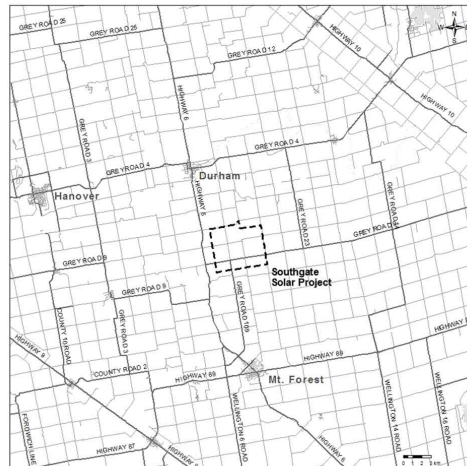 GREY ROAD 25
GREY ROAD 25
HIGHWAY 10
N
W
E
S
GREY ROAD 12
HIGHWAY 6
HIGHWAY 10
GREY ROAD 3
GREY ROAD 4
GREY ROAD 4
Durham
Hanover
HIGHWAY 6
GREY ROAD 23
GREY ROAD 9
GREY ROAD 9
Southgate
Solar Project
GREY ROAD 9
GREY ROAD 109
GREY ROAD 3
COUNTY 10 ROAD
HIGHWAY 9
COUNTY ROAD 2
HIGHWAY 89
HIGHWAY 89
Mt. Forest
FORDWICH LINE
HIGHWAY 87
WELLINGTON 6 ROAD
HIGHWAY 6
WELLINGTON 14 ROAD
WELLINGTON 16 ROAD